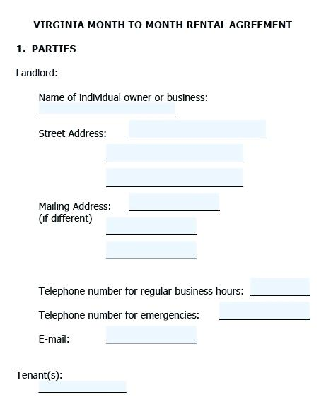 VIRGINIA MONTH TO MONTH RENTAL AGREEMENT
1. PARTIES
Landlord:
Name of individual owner or business:
Street Address:
Mailing Address:
(if different)
Telephone number for regular business hours:
Telephone number for emergencies:
E-mail:
Tenant(s):